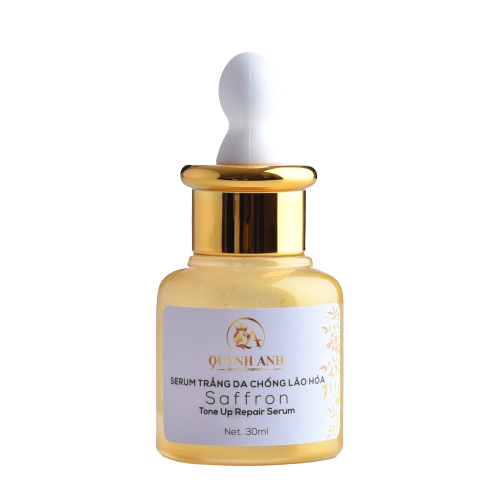 QUỲNH ANH
SERUM TRẮNG DA CHỐNG LÃO HÓA
Saffron
Tone Up Repair Serum
Net. 30ml